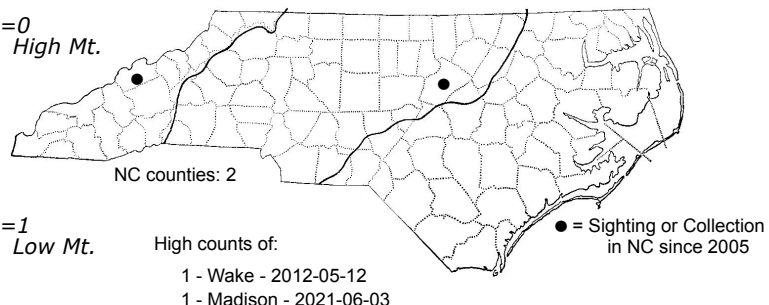 =0
High Mt.
NC counties: 2
=1
Low Mt.
High counts of:
1 - Wake - 2012-05-12
1 - Madison - 2021-06-03
● = Sighting or Collection
in NC since 2005